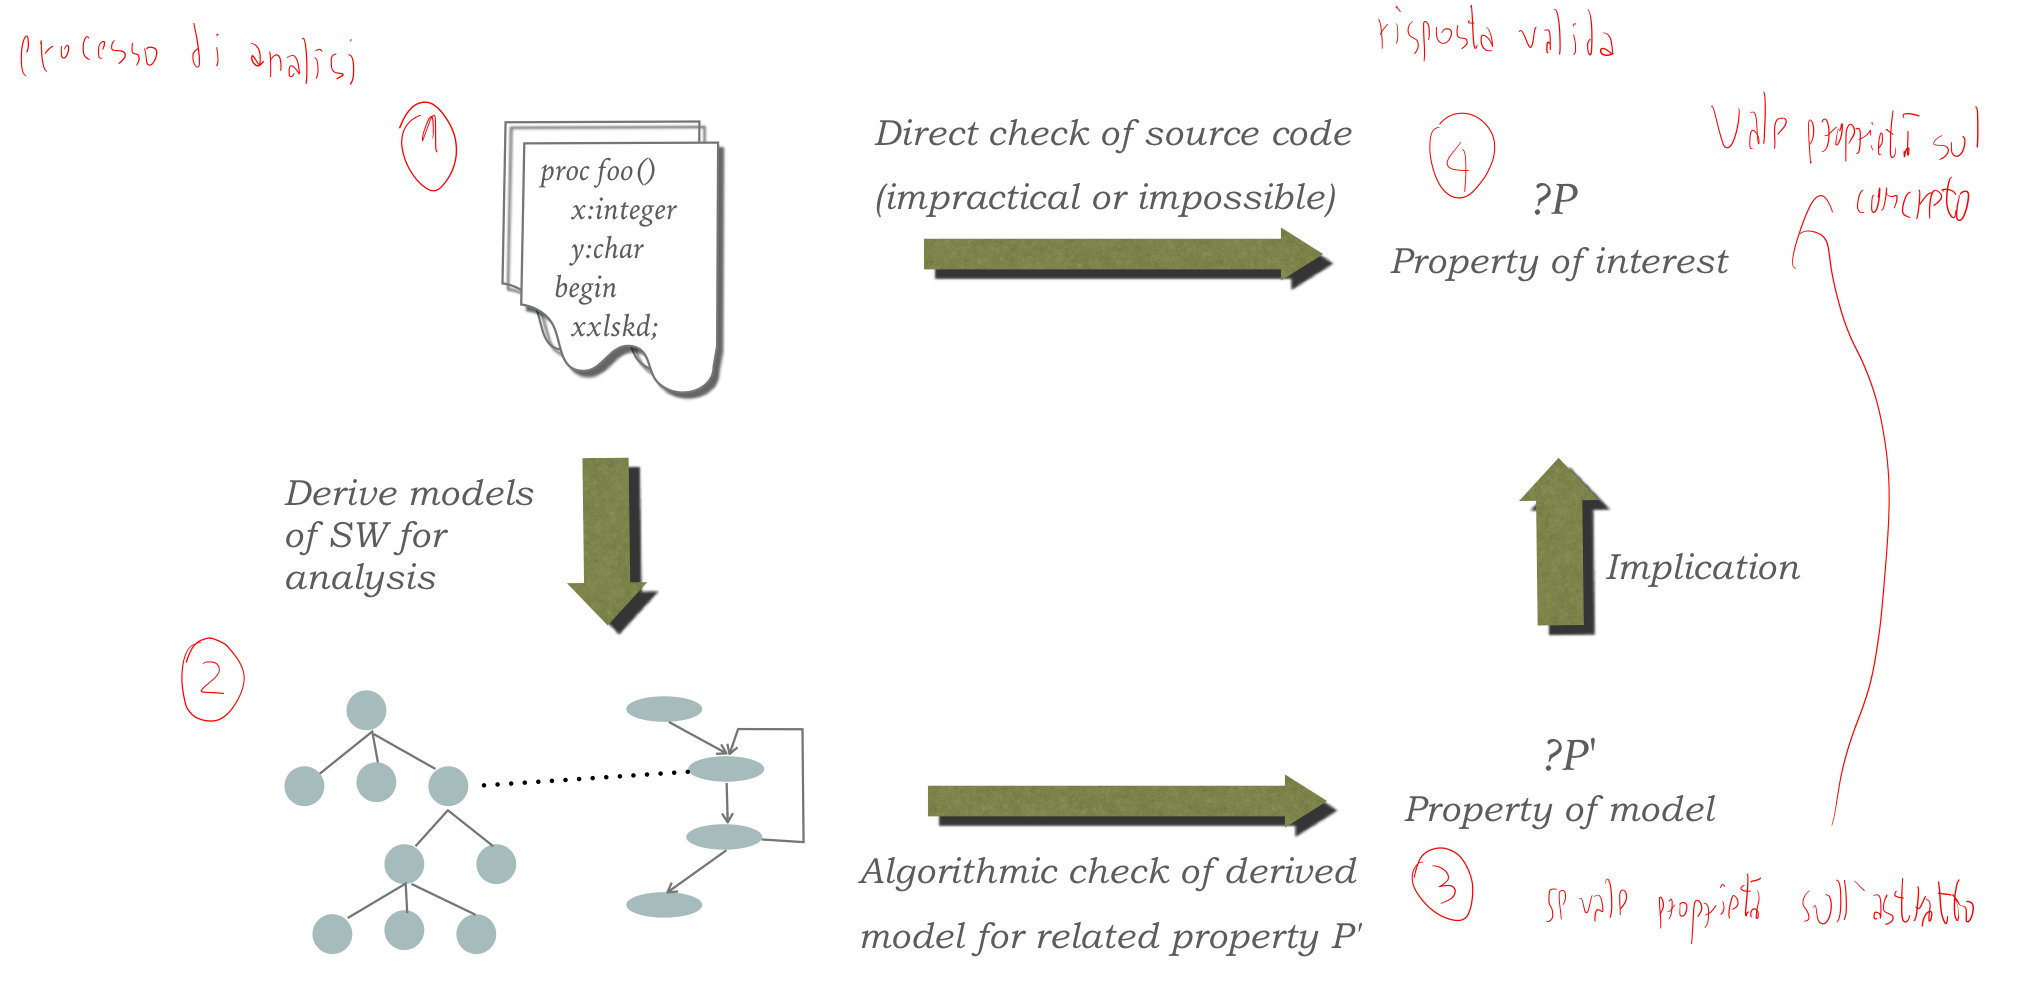 processo di analisi
risposta valida
1
proc foo()
x:integer
y:char
begin
xxlskd;
Direct check of source code
(impractical or impossible)
4
?P
Property of interest
Vale proprietà sul
concreto
Derive models
of SW for
analysis
Implication
2
?P'
Property of model
Algorithmic check of derived
model for related property P'
3
se vale proprietà sull'astratto